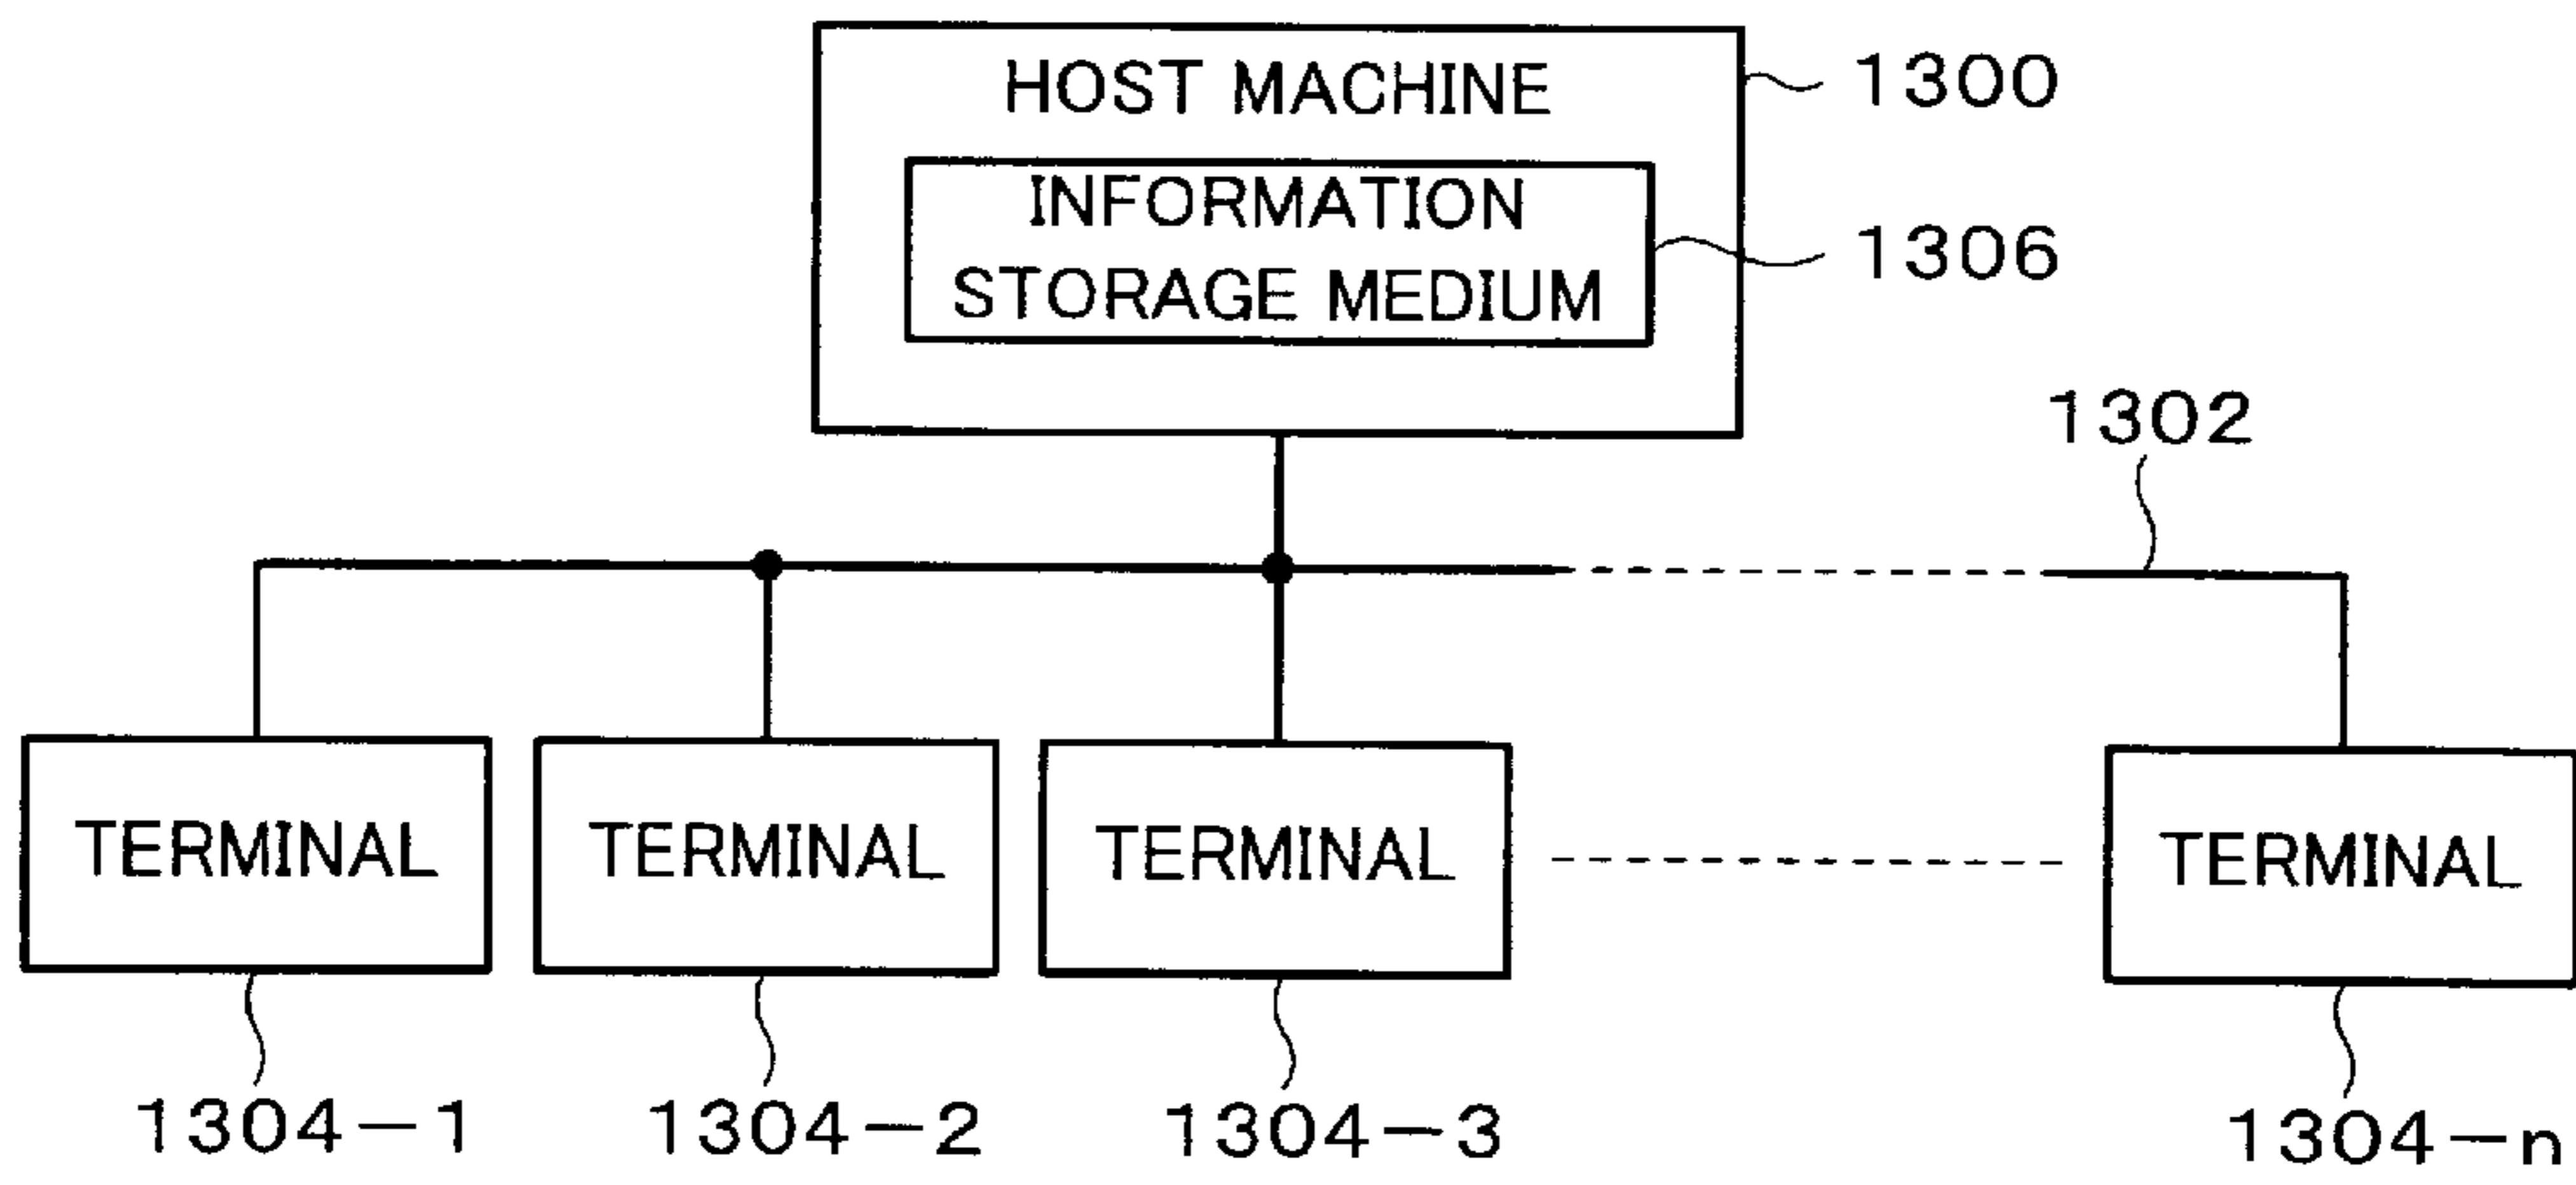 HOST MACHINE
1300
INFORMATION
STORAGE MEDIUM
1306
1302
TERMINAL
TERMINAL
TERMINAL
TERMINAL
1304-1
1304-2
1304-3
1304-n